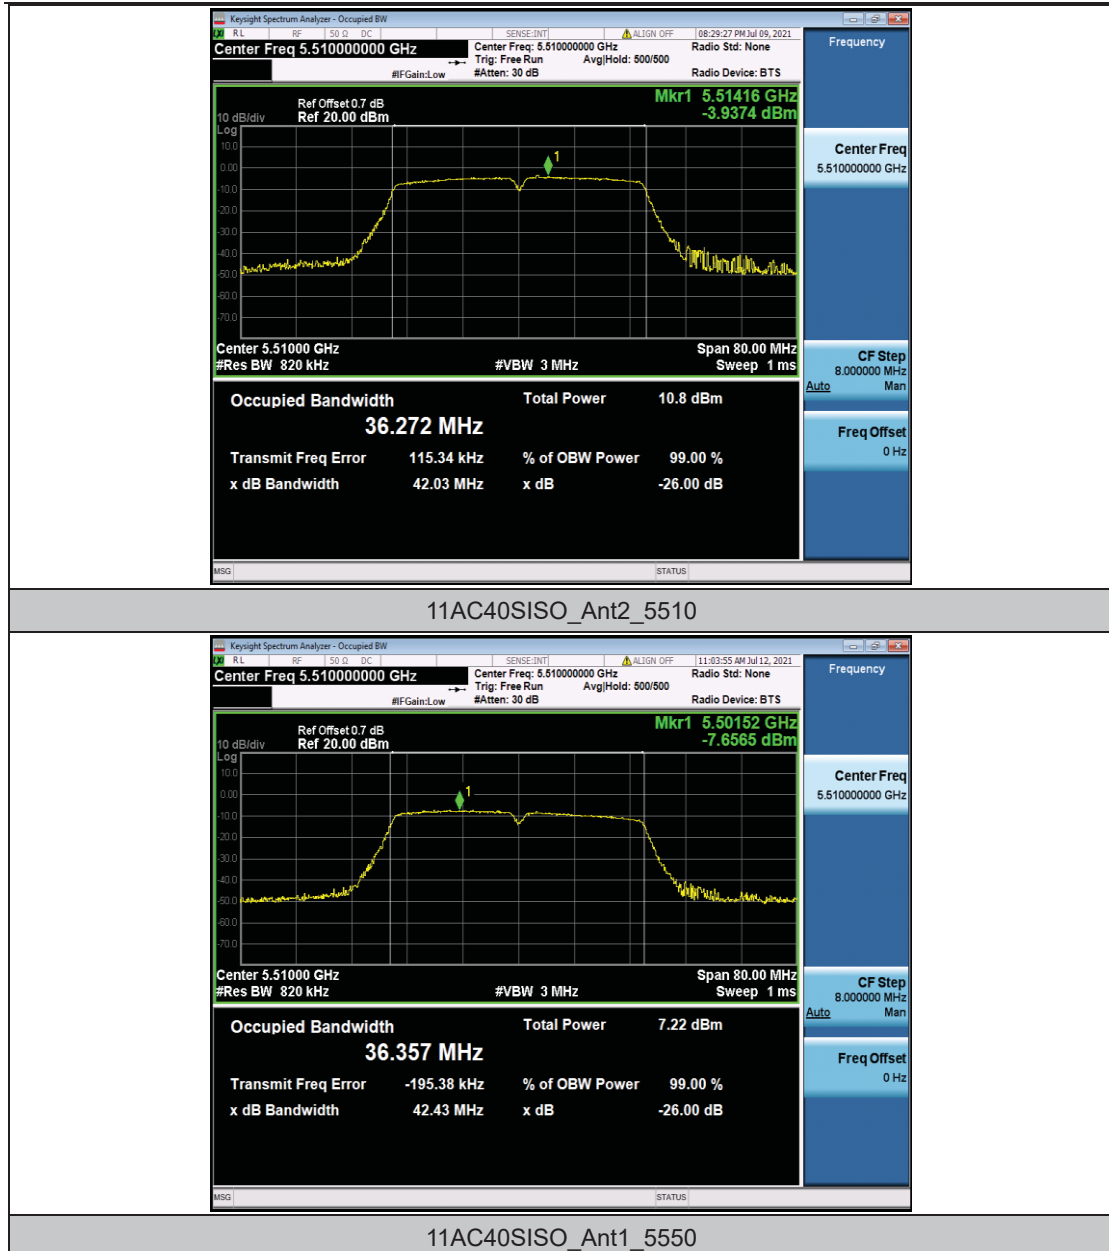 Keysight Spectrum Analyzer - Occupied BW
LXI RL RF 50 Ω DC SENSE:INT ALIGN OFF 08:29:27 PM Jul 09, 2021
Center Freq 5.510000000 GHz Center Freq: 5.510000000 GHz Radio Std: None
Trig: Free Run Avg|Hold: 500/500
#IFGain:Low #Atten: 30 dB Radio Device: BTS
Mkr1 5.51416 GHz
-3.9374 dBm
Ref Offset 0.7 dB
10 dB/div Ref 20.00 dBm
Log
10.0
0.00
-10.0
-20.0
-30.0
-40.0
-50.0
-60.0
-70.0
1
Center 5.51000 GHz Span 80.00 MHz
#Res BW 820 kHz #VBW 3 MHz Sweep 1 ms
Occupied Bandwidth Total Power 10.8 dBm
36.272 MHz
Transmit Freq Error 115.34 kHz % of OBW Power 99.00 %
x dB Bandwidth 42.03 MHz x dB -26.00 dB
MSG STATUS
Frequency
Center Freq
5.510000000 GHz
CF Step
8.000000 MHz
Auto Man
Freq Offset
0 Hz
11AC40SISO_Ant2_5510
Keysight Spectrum Analyzer - Occupied BW
LXI RL RF 50 Ω DC SENSE:INT ALIGN OFF 11:03:55 AM Jul 12, 2021
Center Freq 5.510000000 GHz Center Freq: 5.510000000 GHz Radio Std: None
Trig: Free Run Avg|Hold: 500/500
#IFGain:Low #Atten: 30 dB Radio Device: BTS
Mkr1 5.50152 GHz
-7.6565 dBm
Ref Offset 0.7 dB
10 dB/div Ref 20.00 dBm
Log
10.0
0.00
-10.0
-20.0
-30.0
-40.0
-50.0
-60.0
-70.0
1
Center 5.51000 GHz Span 80.00 MHz
#Res BW 820 kHz #VBW 3 MHz Sweep 1 ms
Occupied Bandwidth Total Power 7.22 dBm
36.357 MHz
Transmit Freq Error -195.38 kHz % of OBW Power 99.00 %
x dB Bandwidth 42.43 MHz x dB -26.00 dB
MSG STATUS
Frequency
Center Freq
5.510000000 GHz
CF Step
8.000000 MHz
Auto Man
Freq Offset
0 Hz
11AC40SISO_Ant1_5550